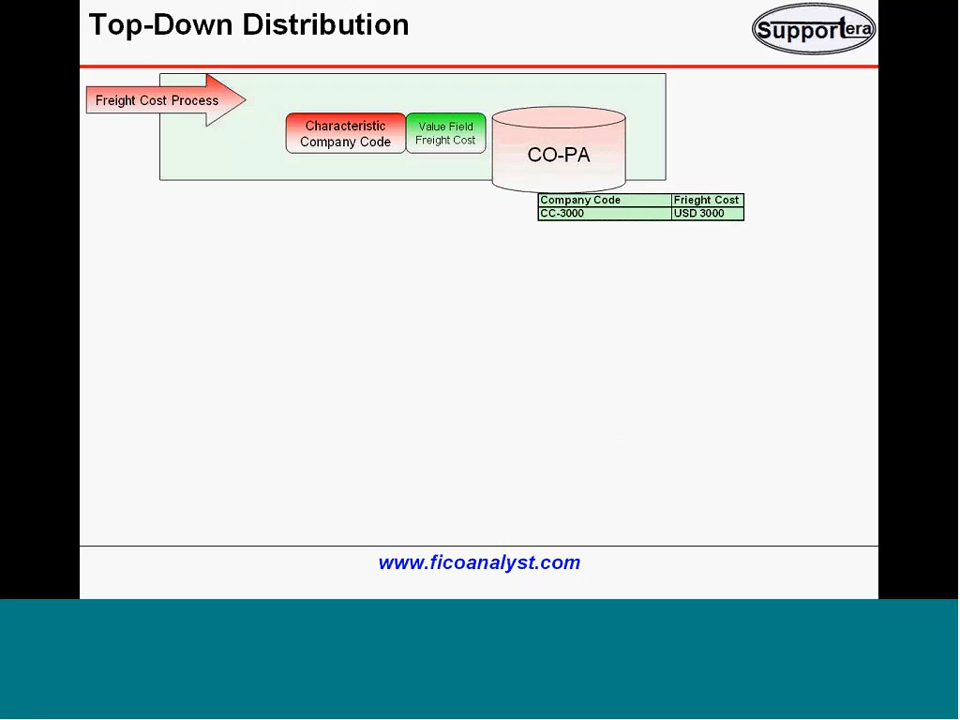 Top-Down Distribution
Supportera
Freight Cost Process
Characteristic
Company Code
Value Field
Freight Cost
CO-PA
Company Code Frieght Cost
CC-3000 USD 3000
www.ficoanalyst.com